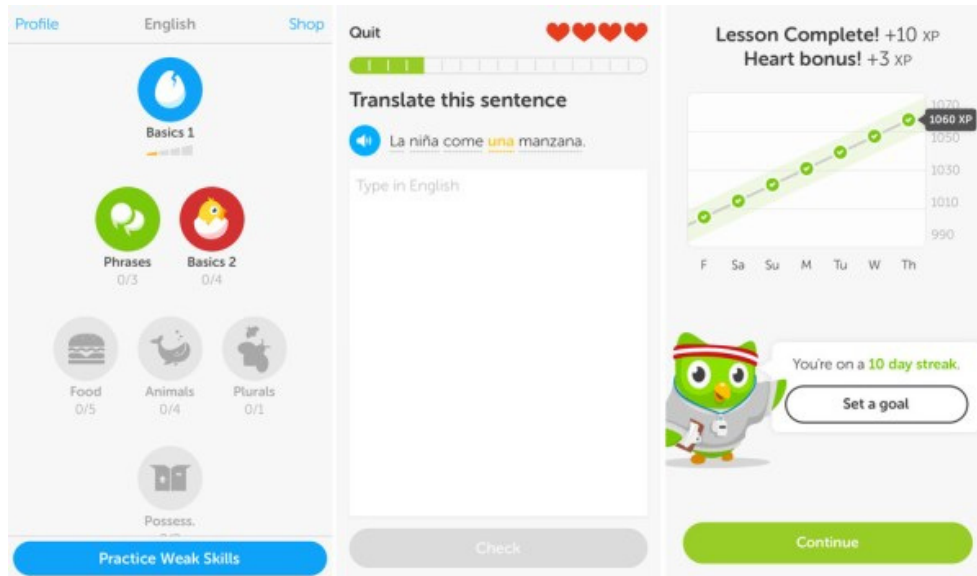 Profile English Shop
Basics 1
Phrases Basics 2
0/3 0/4
Food Animals Plurals
0/5 0/4 0/1
Possess.
Practice Weak Skills
Quit
Translate this sentence
La niña come una manzana.
Type in English
Check
Lesson Complete! +10 XP
Heart bonus! +3 XP
1070
1060 XP
1050
1030
1010
990
F Sa Su M Tu W Th
You're on a 10 day streak.
Set a goal
Continue